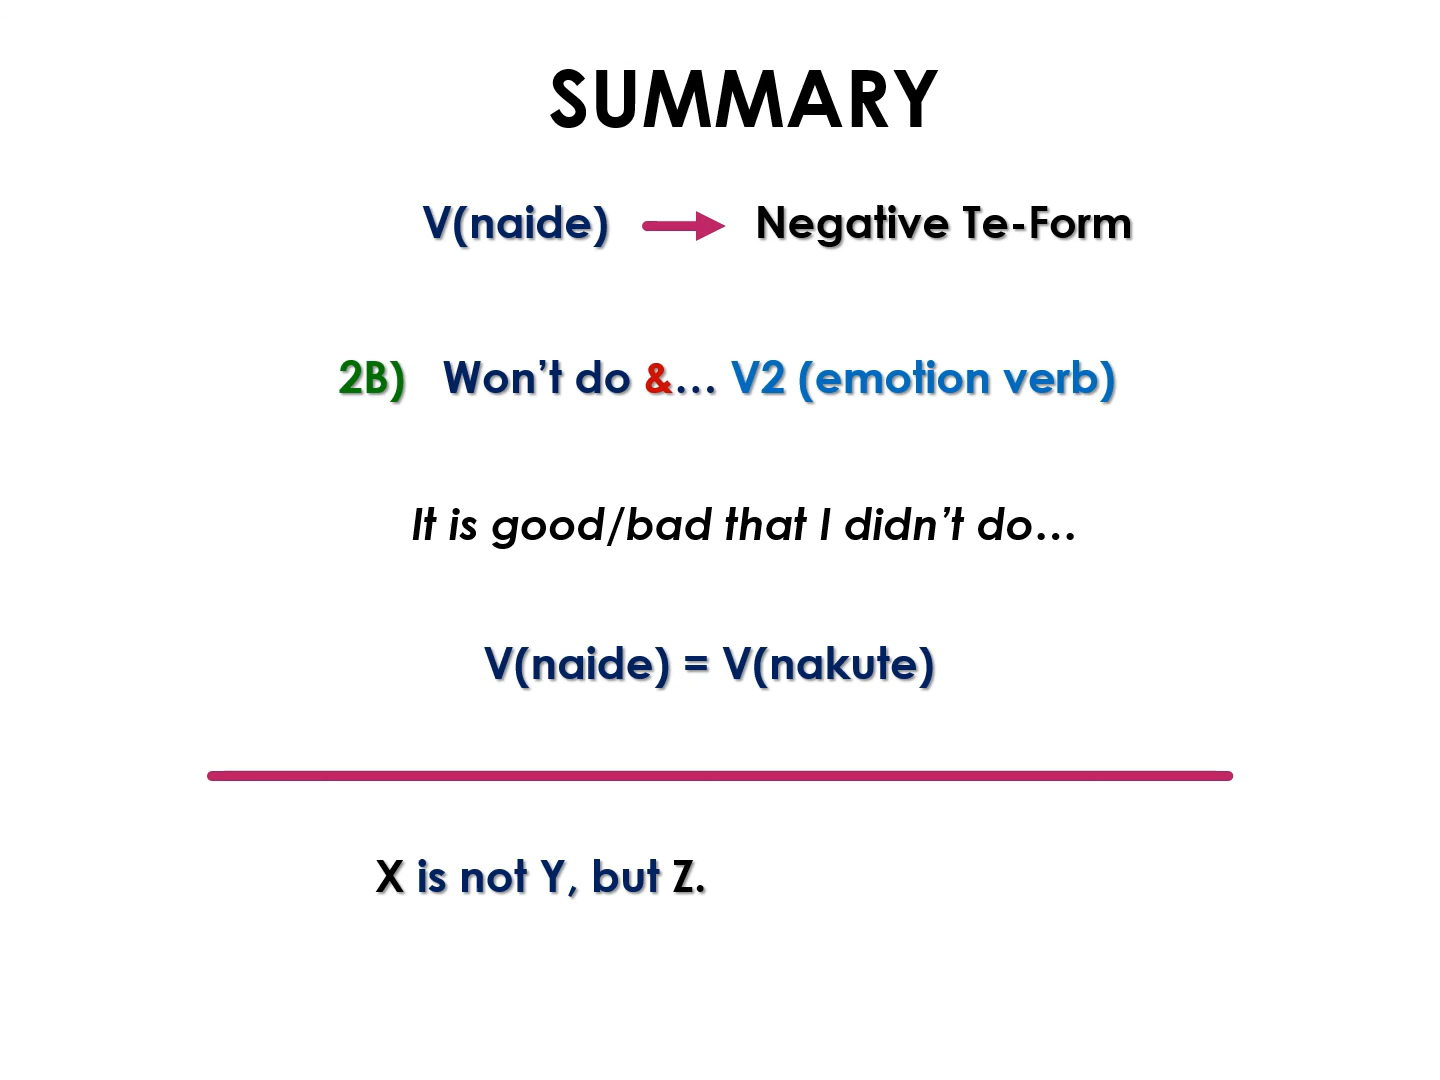 SUMMARY
V(naide) Negative Te-Form
2B) Won’t do &… V2 (emotion verb)
It is good/bad that I didn’t do…
V(naide) = V(nakute)
X is not Y, but Z.